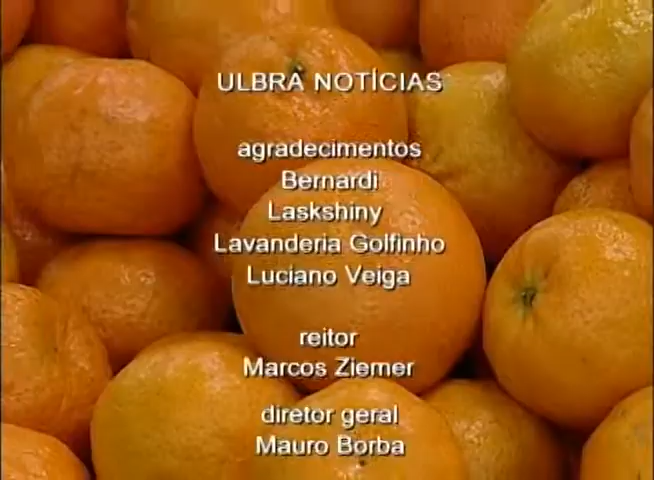 ULBRA NOTÍCIAS
agradecimentos
Bernardi
Laskshiny
Lavanderia Golfinho
Luciano Veiga
reitor
Marcos Ziemer
diretor geral
Mauro Borba